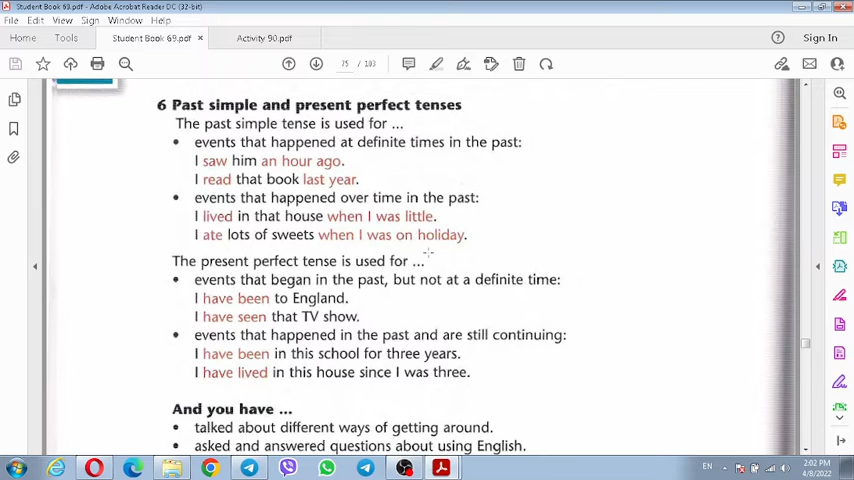 Student Book 69.pdf - Adobe Acrobat Reader DC (32-bit)
File Edit View Sign Window Help
Home Tools Student Book 69.pdf × Activity 90.pdf Sign In
75 / 103
6 Past simple and present perfect tenses
The past simple tense is used for ...
• events that happened at definite times in the past:
I saw him an hour ago.
I read that book last year.
• events that happened over time in the past:
I lived in that house when I was little.
I ate lots of sweets when I was on holiday.
The present perfect tense is used for ...
• events that began in the past, but not at a definite time:
I have been to England.
I have seen that TV show.
• events that happened in the past and are still continuing:
I have been in this school for three years.
I have lived in this house since I was three.
And you have ...
• talked about different ways of getting around.
• asked and answered questions about using English.
EN 2:02 PM
4/8/2022